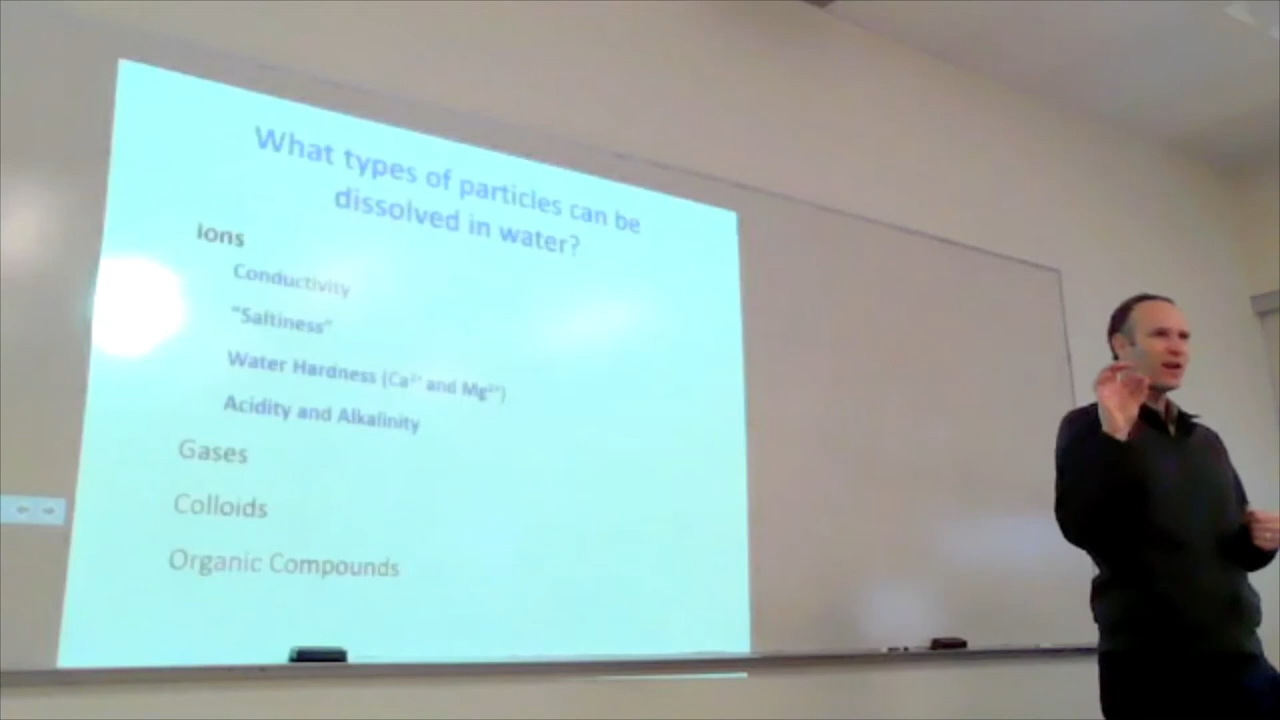 What types of particles can be
dissolved in water?
Ions
Conductivity
"Saltiness"
Water Hardness (Ca²⁺ and Mg²⁺)
Acidity and Alkalinity
Gases
Colloids
Organic Compounds